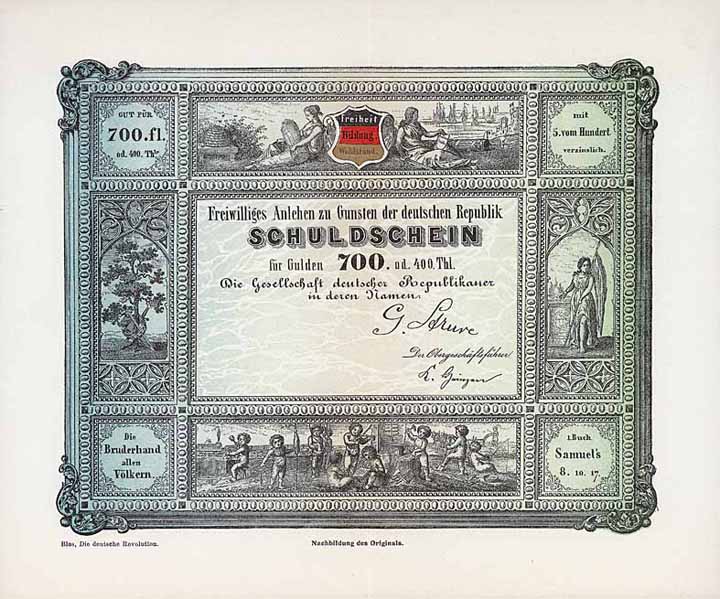 GUT FÜR
700.fl.
od. 400. Thlr.
freiheit
Bildung
Wohlstand.
mit
5. vom Hundert
verzinslich.
Freiwilliges Anlehen zu Gunsten der deutschen Republik
SCHULDSCHEIN
für Gulden 700. od. 400. Thl.
Die Gesellschaft deutscher Republikaner
in deren Namen.
G. Struve
Der Obergeschäftsführer
K. Heinzen
Die
Bruderhand
allen
Völkern.
1. Buch
Samuel's
8. 10. 17.
Blos, Die deutsche Revolution.
Nachbildung des Originals.